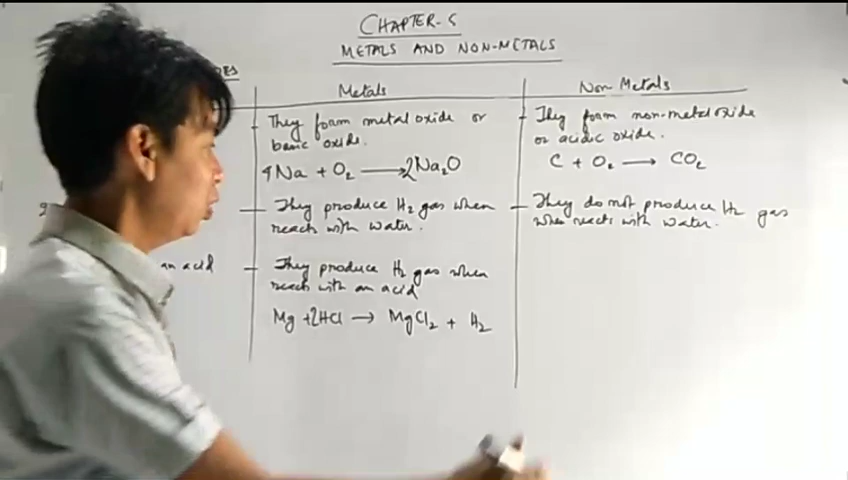 CHAPTER-5
METALS AND NON-METALS
Metals
Non Metals
They form metal oxide or
basic oxide.
4Na + O₂ → 2Na₂O
They form non-metal oxide
or acidic oxide.
C + O₂ → CO₂
They produce H₂ gas when
reacts with water.
They do not produce H₂ gas
when reacts with water.
an acid
They produce H₂ gas when
reacts with an acid
Mg + 2HCl → MgCl₂ + H₂